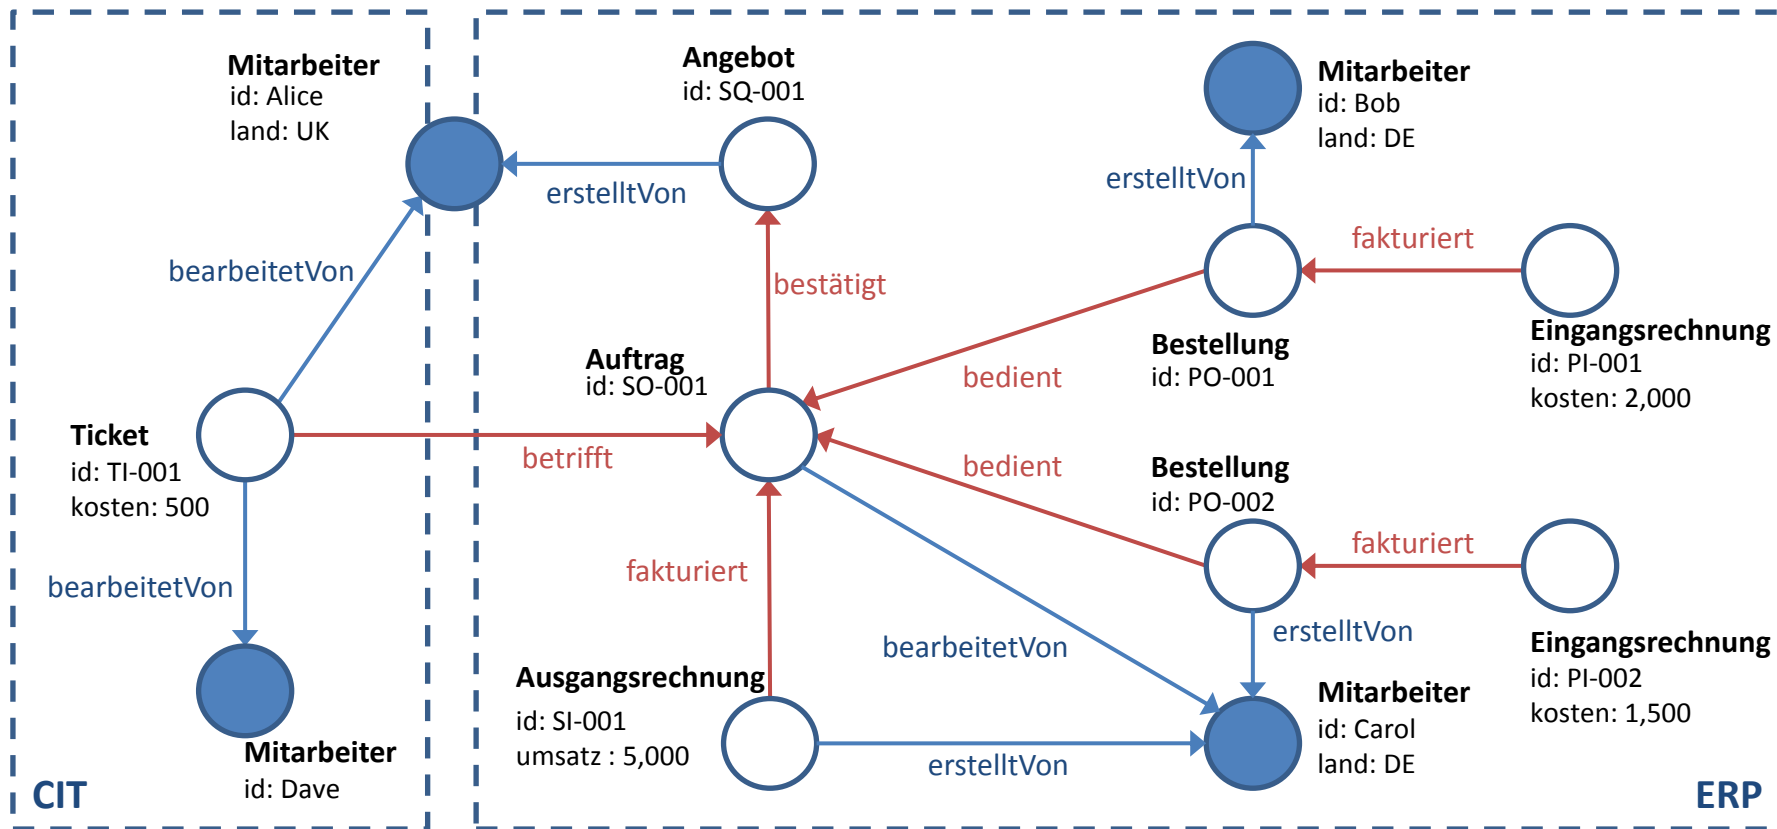 Mitarbeiter
id: Alice
land: UK
Angebot
id: SQ-001
Mitarbeiter
id: Bob
land: DE
erstelltVon
erstelltVon
bearbeitetVon
bestätigt
fakturiert
Eingangsrechnung
id: PI-001
kosten: 2,000
Bestellung
id: PO-001
Auftrag
id: SO-001
bedient
Ticket
id: TI-001
kosten: 500
betrifft
bedient
Bestellung
id: PO-002
fakturiert
bearbeitetVon
fakturiert
bearbeitetVon
erstelltVon
Eingangsrechnung
id: PI-002
kosten: 1,500
Ausgangsrechnung
id: SI-001
umsatz : 5,000
erstelltVon
Mitarbeiter
id: Carol
land: DE
Mitarbeiter
id: Dave
CIT
ERP